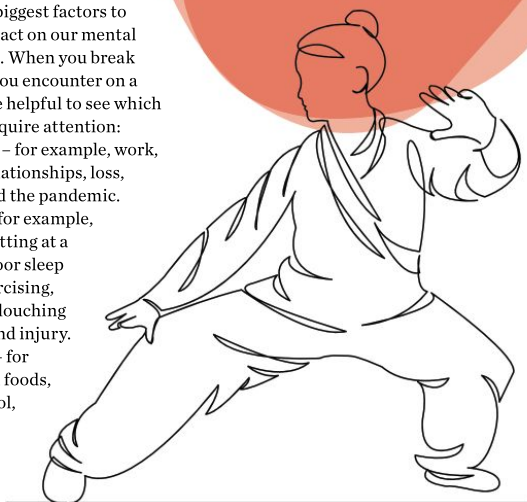 biggest factors to
act on our mental
. When you break
ou encounter on a
e helpful to see which
quire attention:
– for example, work,
ationships, loss,
d the pandemic.
for example,
tting at a
oor sleep
rcising,
louching
nd injury.
– for
foods,
ol,